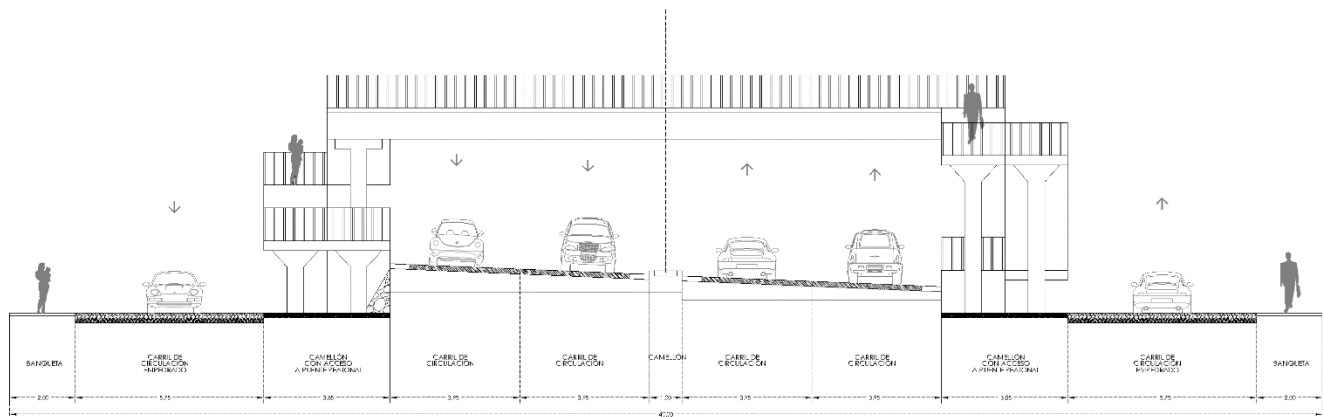 BANQUETA
CARRIL DE
CIRCULACIÓN
EMPEDRADO
CAMELLÓN
CON ACCESO
A PUENTE PEATONAL
CARRIL DE
CIRCULACIÓN
CARRIL DE
CIRCULACIÓN
CAMELLÓN
CARRIL DE
CIRCULACIÓN
CARRIL DE
CIRCULACIÓN
CAMELLÓN
CON ACCESO
A PUENTE PEATONAL
CARRIL DE
CIRCULACIÓN
EMPEDRADO
BANQUETA
2.00 5.75 3.85 3.95 3.95 1.00 3.95 3.95 3.85 5.75 2.00